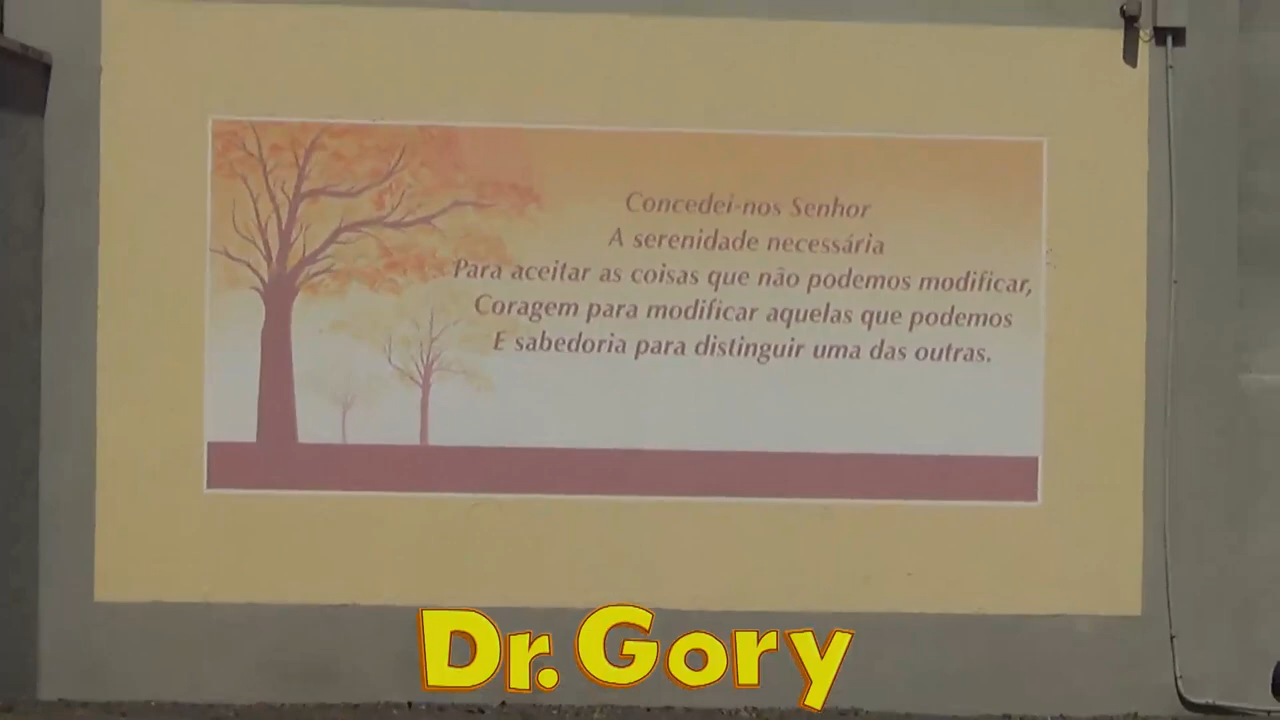 Concedei-nos Senhor
A serenidade necessária
Para aceitar as coisas que não podemos modificar,
Coragem para modificar aquelas que podemos
E sabedoria para distinguir uma das outras.
Dr. Gory